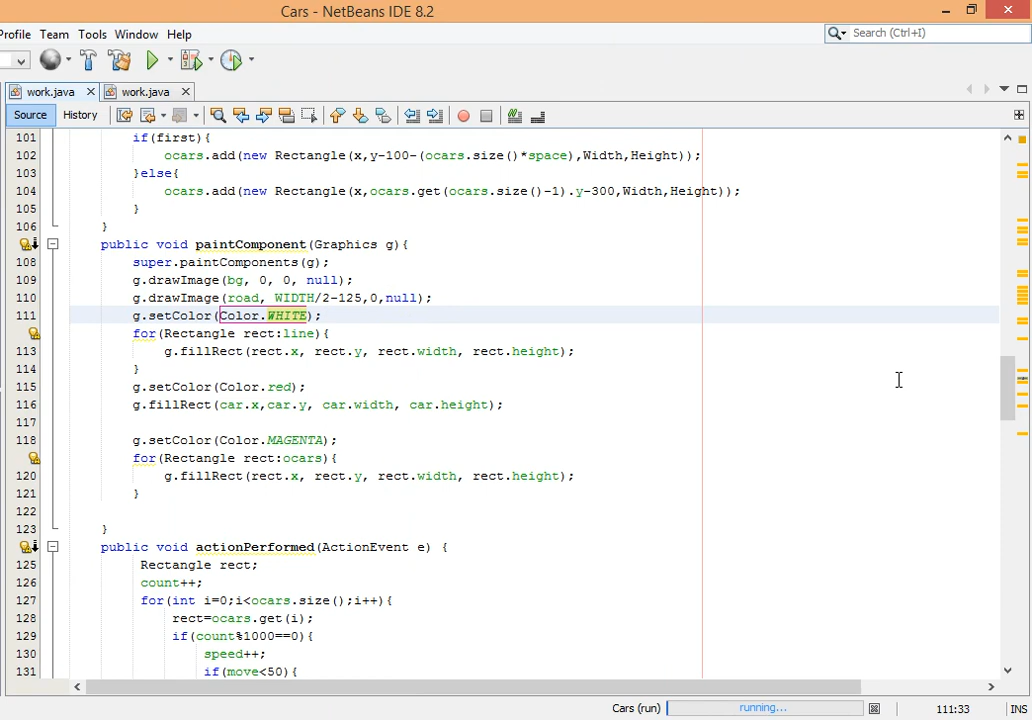 Cars - NetBeans IDE 8.2
Profile Team Tools Window Help
Search (Ctrl+I)
work.java
work.java
Source History
101 if(first){
102 ocars.add(new Rectangle(x,y-100-(ocars.size()*space),Width,Height));
103 }else{
104 ocars.add(new Rectangle(x,ocars.get(ocars.size()-1).y-300,Width,Height));
105 }
106 }
public void paintComponent(Graphics g){
108 super.paintComponents(g);
109 g.drawImage(bg, 0, 0, null);
110 g.drawImage(road, WIDTH/2-125,0,null);
111 g.setColor(Color.WHITE);
for(Rectangle rect:line){
113 g.fillRect(rect.x, rect.y, rect.width, rect.height);
114 }
115 g.setColor(Color.red);
116 g.fillRect(car.x,car.y, car.width, car.height);
117
118 g.setColor(Color.MAGENTA);
for(Rectangle rect:ocars){
120 g.fillRect(rect.x, rect.y, rect.width, rect.height);
121 }
122
123 }
public void actionPerformed(ActionEvent e) {
125 Rectangle rect;
126 count++;
127 for(int i=0;i<ocars.size();i++){
128 rect=ocars.get(i);
129 if(count%1000==0){
130 speed++;
131 if(move<50){
Cars (run) running... 111:33 INS